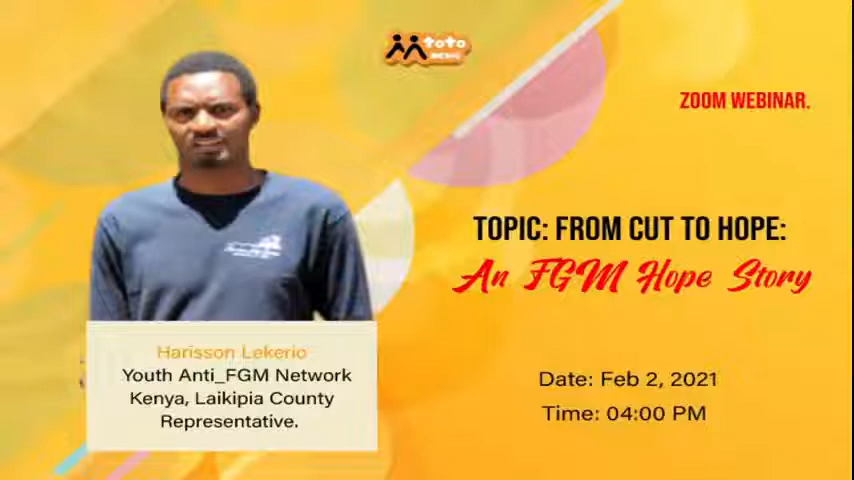 toto
ZOOM WEBINAR.
TOPIC: FROM CUT TO HOPE:
An FGM Hope Story
Harisson Lekerio
Youth Anti_FGM Network
Kenya, Laikipia County
Representative.
Date: Feb 2, 2021
Time: 04:00 PM